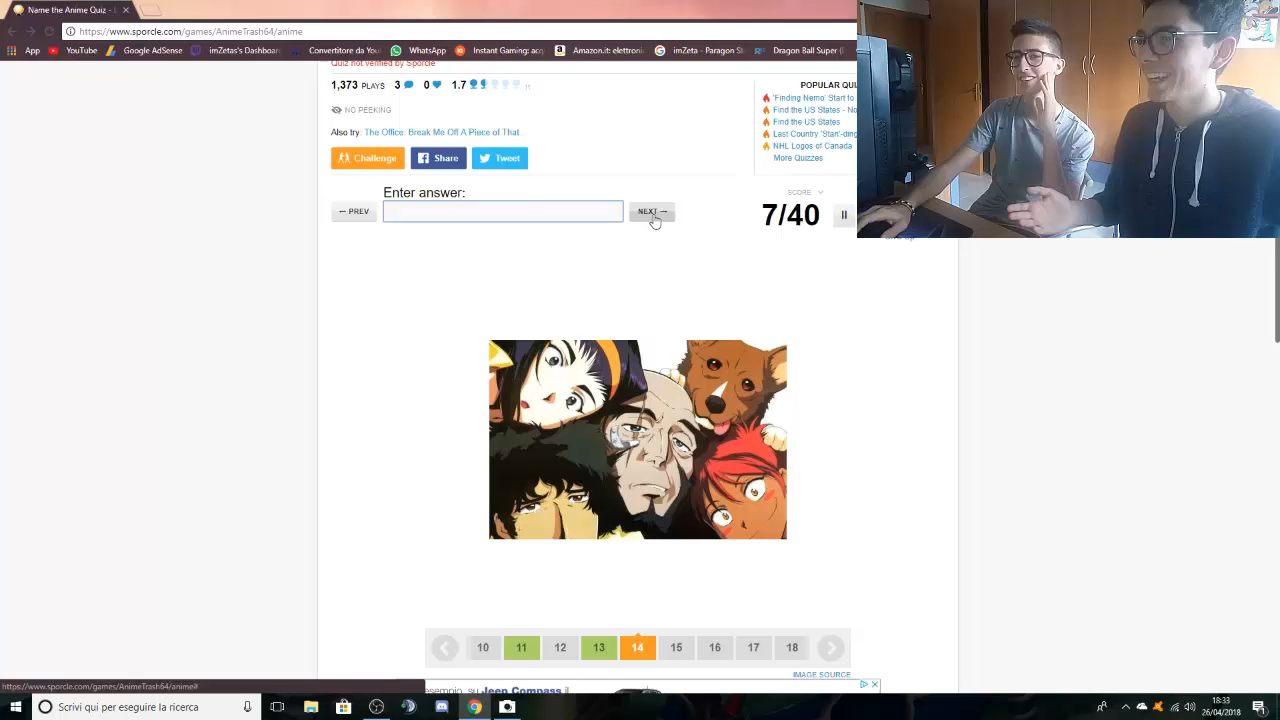 Name the Anime Quiz -
https://www.sporcle.com/games/AnimeTrash64/anime
App YouTube Google AdSense imZetas's Dashboard Convertitore da You WhatsApp Instant Gaming: acq Amazon.it elettroni imZeta - Paragon Sta Dragon Ball Super (I
Quiz not verified by Sporcle
1,373 PLAYS 3 0 1.7
NO PEEKING
Also try: The Office: Break Me Off A Piece of That...
Challenge Share Tweet
POPULAR QUI
'Finding Nemo' Start to
Find the US States - No
Find the US States
Last Country 'Stan'-ding
NHL Logos of Canada
More Quizzes
Enter answer:
← PREV NEXT →
SCORE
7/40
10 11 12 13 14 15 16 17 18
IMAGE SOURCE
https://www.sporcle.com/games/AnimeTrash64/anime#
esempio, su Jeep Compass il
Scrivi qui per eseguire la ricerca
18:33
26/04/2018